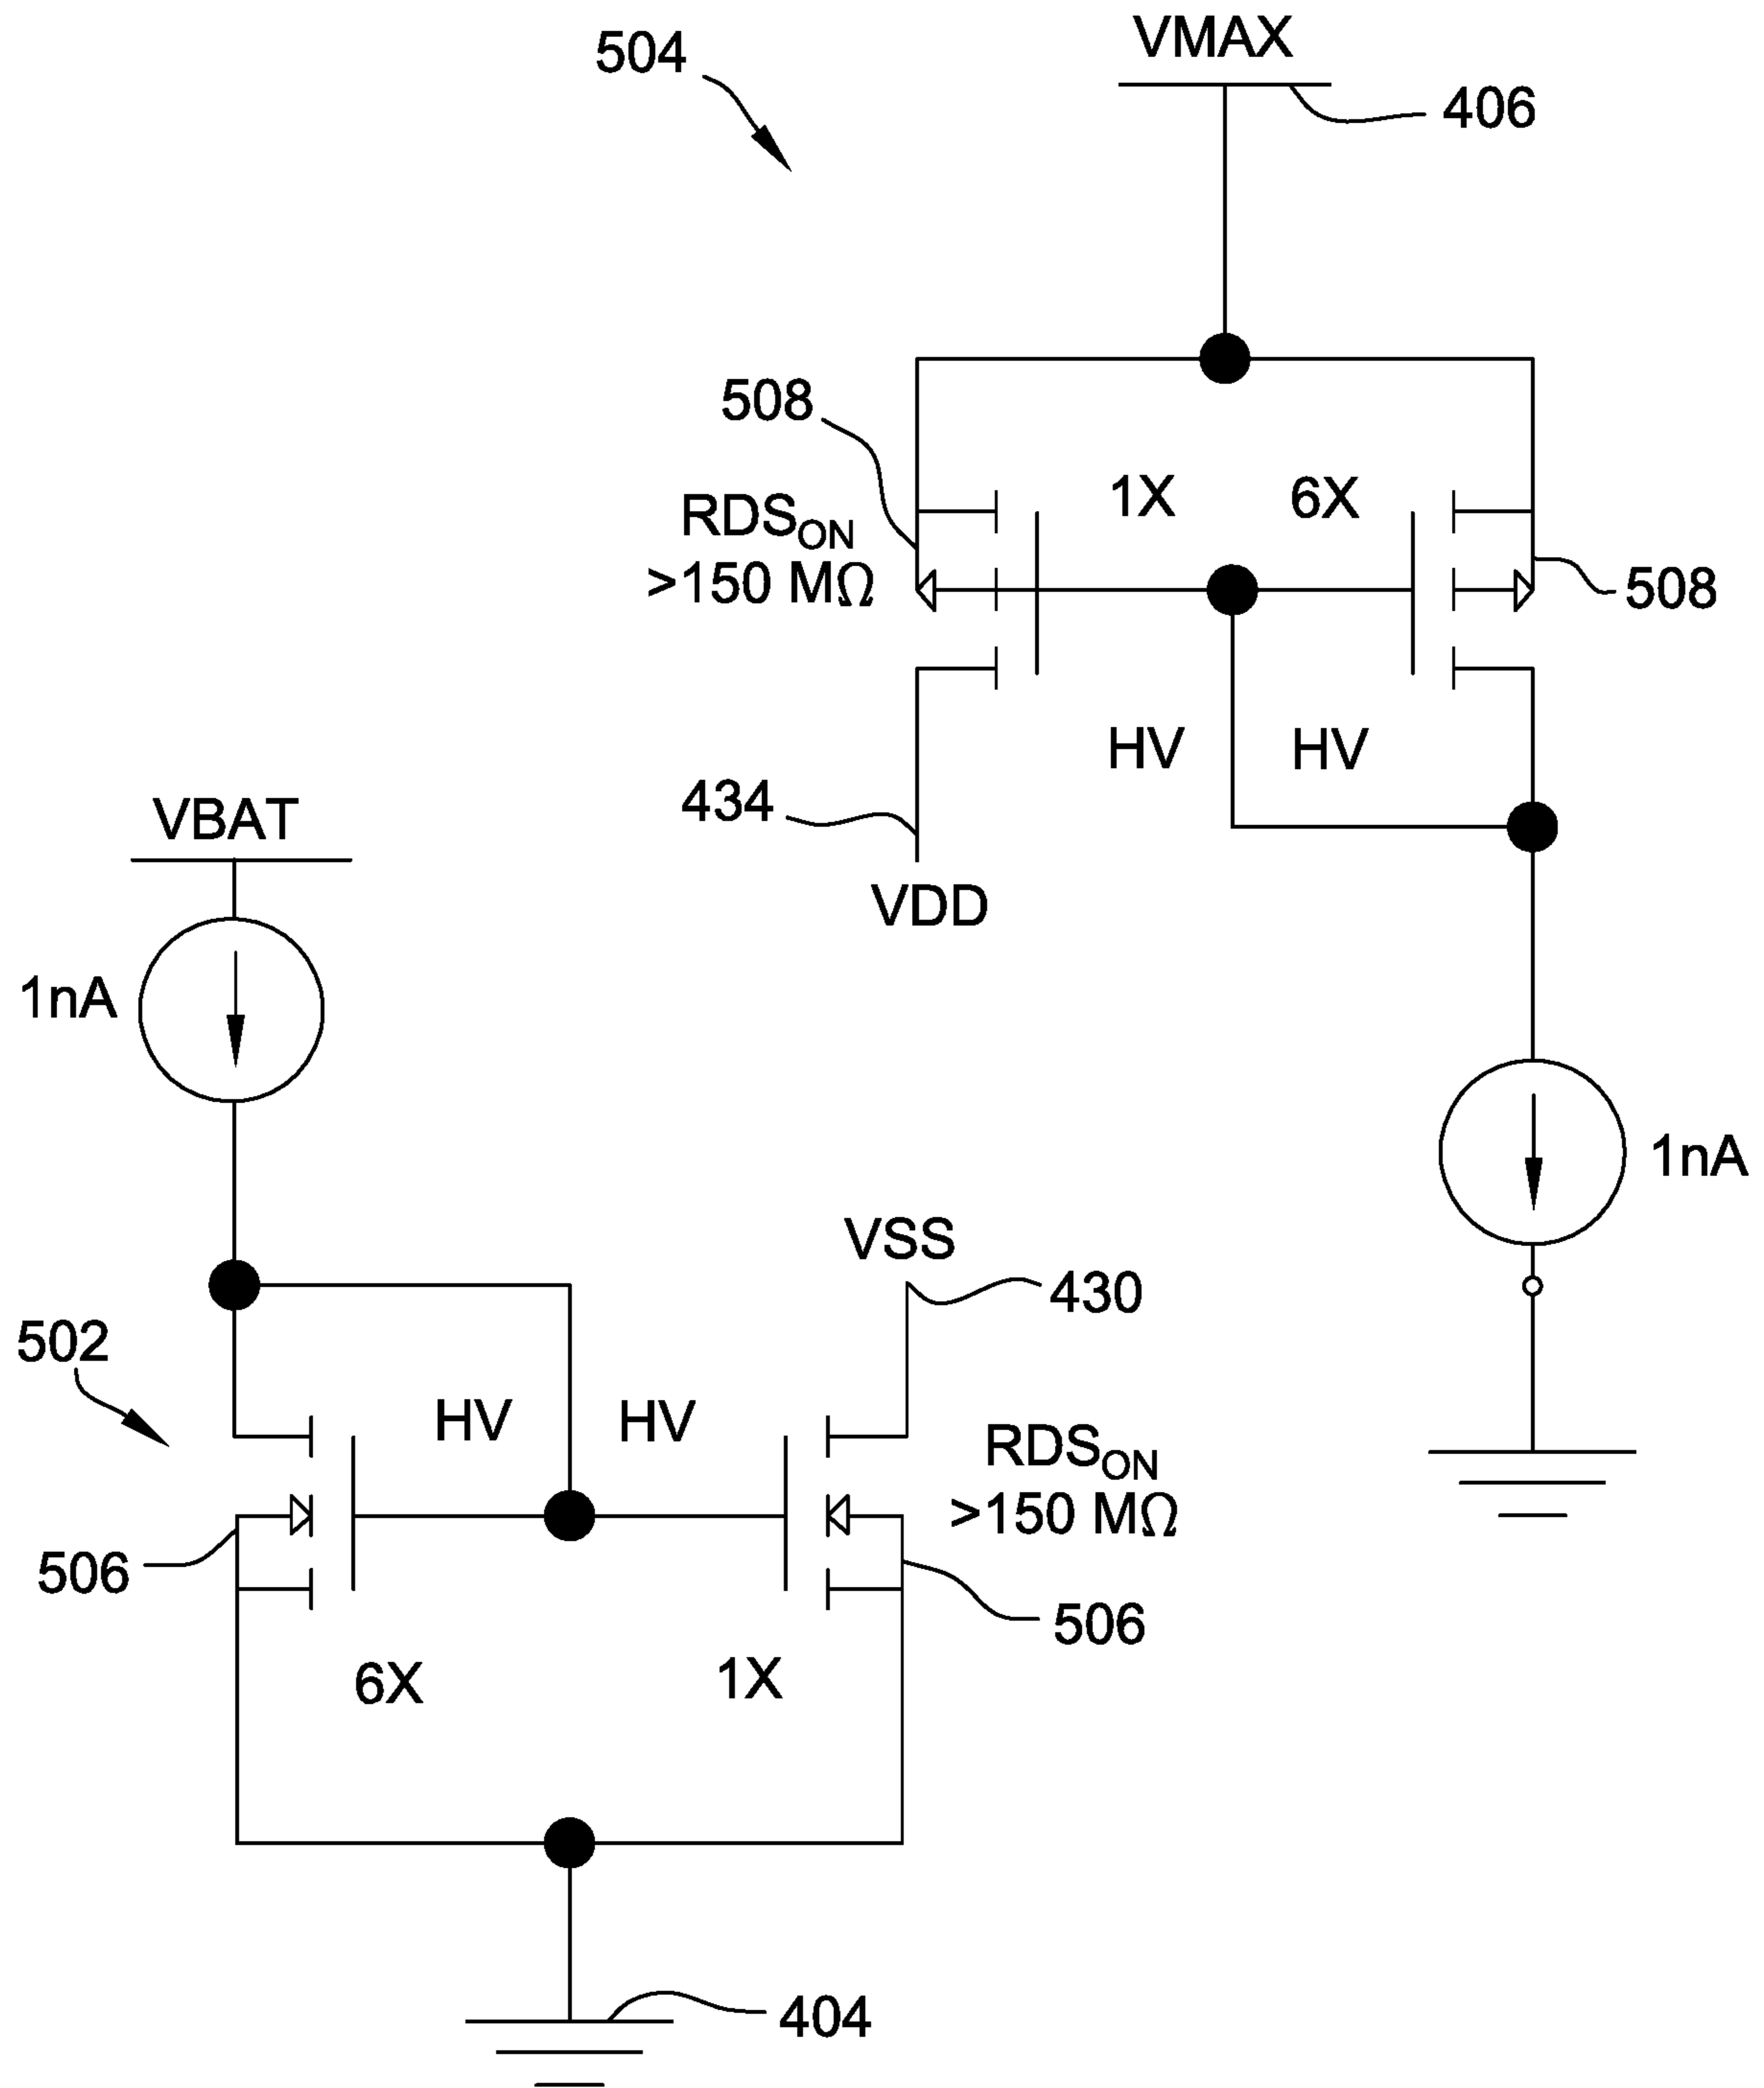 504
VMAX
406
508
1X
6X
RDSON
>150 MΩ
508
HV
HV
434
VDD
VBAT
1nA
1nA
VSS
430
502
HV
HV
RDSON
>150 MΩ
506
506
6X
1X
404